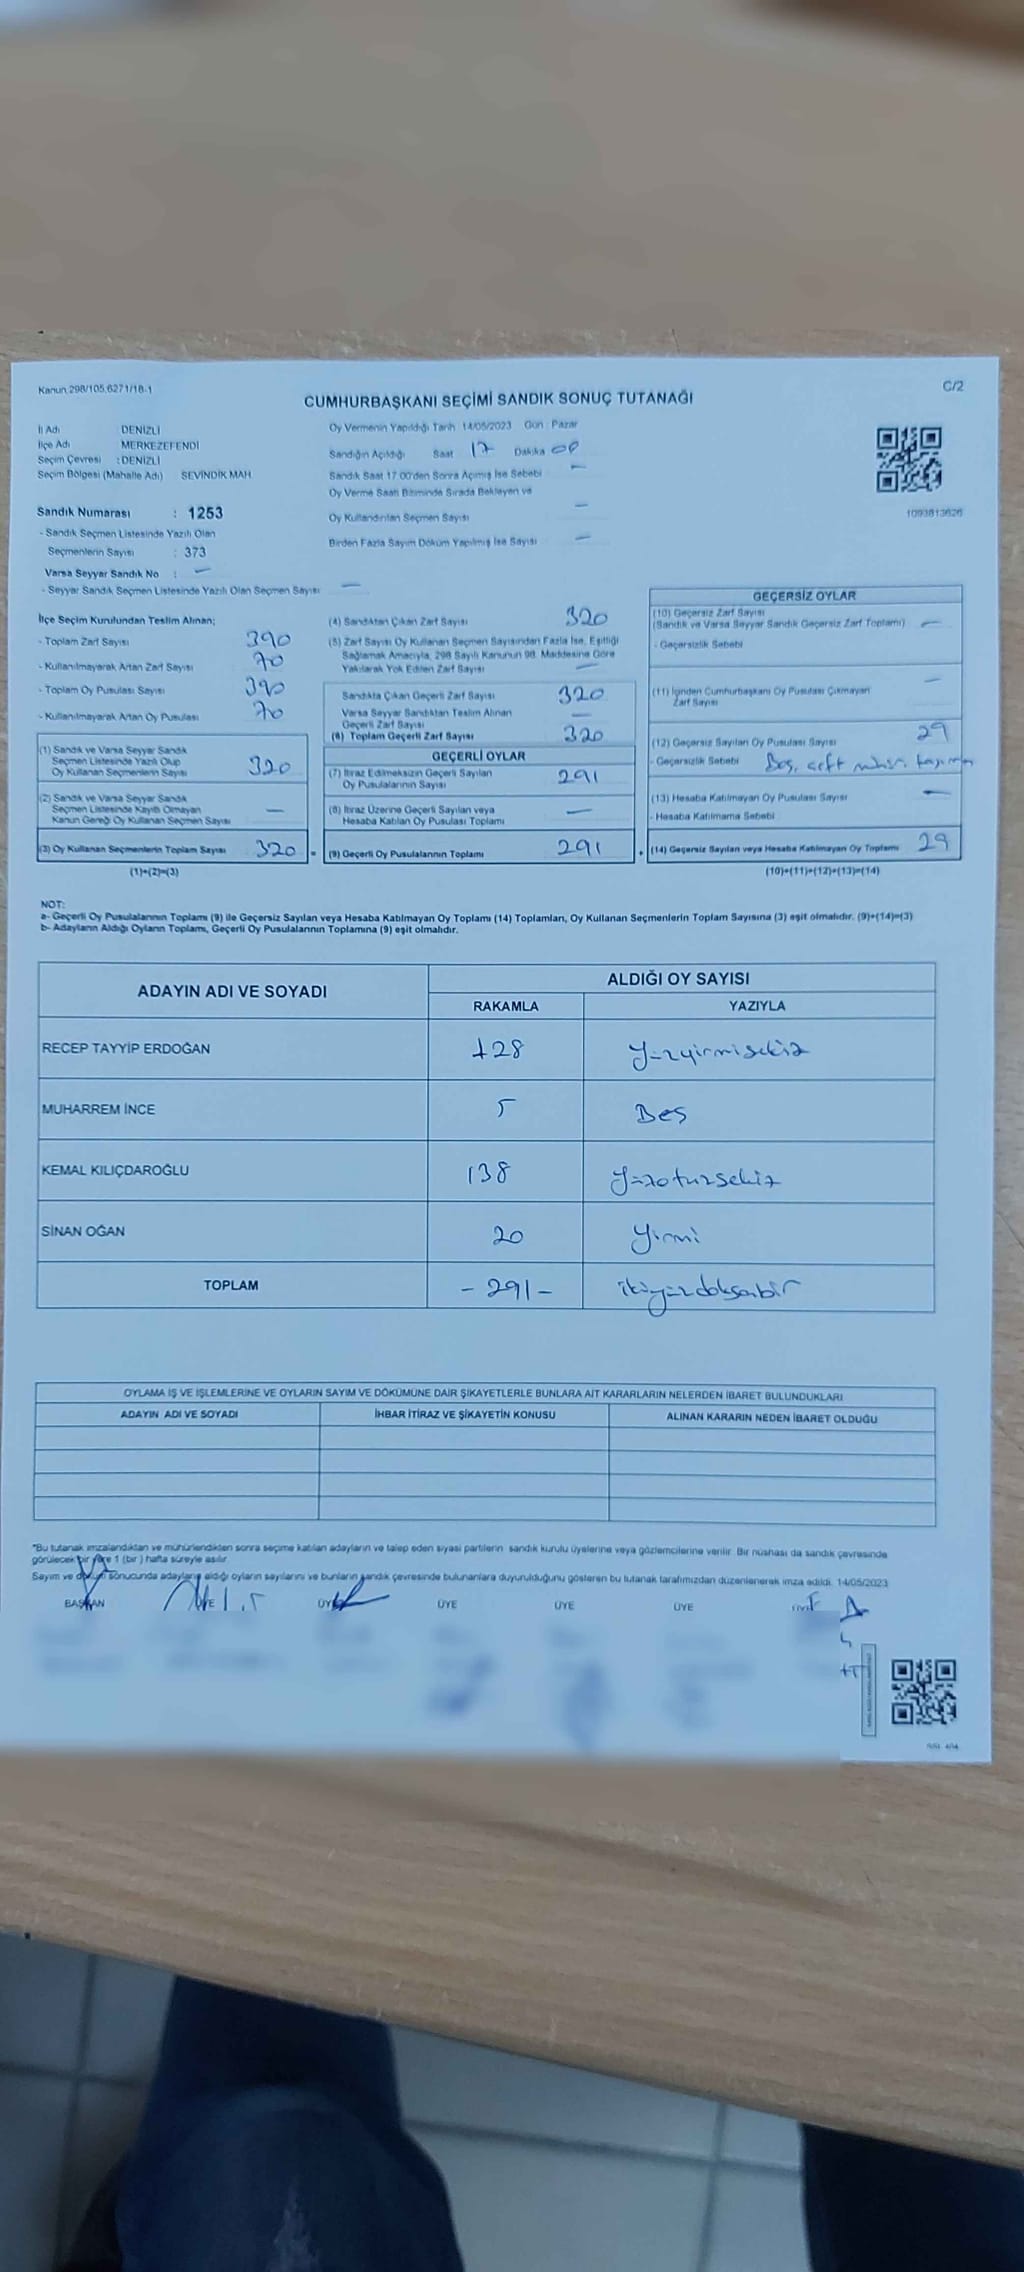 Kanun 298/105,6271/18-1
C/2
CUMHURBAŞKANI SEÇİMİ SANDIK SONUÇ TUTANAĞI
İl Adı : DENİZLİ
İlçe Adı : MERKEZEFENDİ
Seçim Çevresi : DENİZLİ
Seçim Bölgesi (Mahalle Adı) SEVİNDİK MAH
Sandık Numarası : 1253
- Sandık Seçmen Listesinde Yazılı Olan
Seçmenlerin Sayısı : 373
Varsa Seyyar Sandık No : —
- Seyyar Sandık Seçmen Listesinde Yazılı Olan Seçmen Sayısı —
Oy Vermenin Yapıldığı Tarih 14/05/2023 Gün : Pazar
Sandığın Açıldığı Saat 17 Dakika 00
Sandık Saat 17:00'den Sonra Açılmış İse Sebebi —
Oy Verme Saati Bitiminde Sırada Bekleyen ve
Oy Kullandırılan Seçmen Sayısı —
Birden Fazla Sayım Döküm Yapılmış İse Sayısı —
1093813626
İlçe Seçim Kurulundan Teslim Alınan;
- Toplam Zarf Sayısı 390
- Kullanılmayarak Artan Zarf Sayısı 70
- Toplam Oy Pusulası Sayısı 390
- Kullanılmayarak Artan Oy Pusulası 70
(1) Sandık ve Varsa Seyyar Sandık
Seçmen Listesinde Yazılı Olup
Oy Kullanan Seçmenlerin Sayısı 320
(2) Sandık ve Varsa Seyyar Sandık
Seçmen Listesinde Kayıtlı Olmayan
Kanun Gereği Oy Kullanan Seçmen Sayısı —
(3) Oy Kullanan Seçmenlerin Toplam Sayısı 320 =
(1)+(2)=(3)
(4) Sandıktan Çıkan Zarf Sayısı 320
(5) Zarf Sayısı Oy Kullanan Seçmen Sayısından Fazla İse, Eşitliği
Sağlamak Amacıyla, 298 Sayılı Kanunun 98. Maddesine Göre
Yakılarak Yok Edilen Zarf Sayısı —
Sandıkta Çıkan Geçerli Zarf Sayısı 320
Varsa Seyyar Sandıktan Teslim Alınan
Geçerli Zarf Sayısı —
(6) Toplam Geçerli Zarf Sayısı 320
GEÇERLİ OYLAR
(7) İtiraz Edilmeksizin Geçerli Sayılan
Oy Pusulalarının Sayısı 291
(8) İtiraz Üzerine Geçerli Sayılan veya
Hesaba Katılan Oy Pusulası Toplamı —
(9) Geçerli Oy Pusulalarının Toplamı 291 +
GEÇERSİZ OYLAR
(10) Geçersiz Zarf Sayısı
(Sandık ve Varsa Seyyar Sandık Geçersiz Zarf Toplamı) —
- Geçersizlik Sebebi
(11) İçinden Cumhurbaşkanı Oy Pusulası Çıkmayan
Zarf Sayısı —
(12) Geçersiz Sayılan Oy Pusulası Sayısı 29
- Geçersizlik Sebebi Boş, çift mühür,
(13) Hesaba Katılmayan Oy Pusulası Sayısı —
- Hesaba Katılmama Sebebi
(14) Geçersiz Sayılan veya Hesaba Katılmayan Oy Toplamı 29
(10)+(11)+(12)+(13)=(14)
NOT:
a- Geçerli Oy Pusulalarının Toplamı (9) ile Geçersiz Sayılan veya Hesaba Katılmayan Oy Toplamı (14) Toplamları, Oy Kullanan Seçmenlerin Toplam Sayısına (3) eşit olmalıdır. (9)+(14)=(3)
b- Adayların Aldığı Oyların Toplamı, Geçerli Oy Pusulalarının Toplamına (9) eşit olmalıdır.
ADAYIN ADI VE SOYADI
ALDIĞI OY SAYISI
RAKAMLA YAZIYLA
RECEP TAYYİP ERDOĞAN 128 yüzyirmisekiz
MUHARREM İNCE 5 Beş
KEMAL KILIÇDAROĞLU 138 yüzotuzsekiz
SİNAN OĞAN 20 Yirmi
TOPLAM - 291 - ikiyüzdoksanbir
OYLAMA İŞ VE İŞLEMLERİNE VE OYLARIN SAYIM VE DÖKÜMÜNE DAİR ŞİKAYETLERLE BUNLARA AİT KARARLARIN NELERDEN İBARET BULUNDUKLARI
ADAYIN ADI VE SOYADI İHBAR İTİRAZ VE ŞİKAYETİN KONUSU ALINAN KARARIN NEDEN İBARET OLDUĞU
"Bu tutanak imzalandıktan ve mühürlendikten sonra seçime katılan adayların ve talep eden siyasi partilerin sandık kurulu üyelerine veya gözlemcilerine verilir. Bir nüshası da sandık çevresinde
görülecek bir yere 1 (bir ) hafta süreyle asılır.
Sayım ve döküm sonucunda adayların aldığı oyların sayılarını ve bunların sandık çevresinde bulunanlara duyurulduğunu gösteren bu tutanak tarafımızdan düzenlenerek imza edildi. 14/05/2023
BAŞKAN ÜYE ÜYE ÜYE ÜYE ÜYE